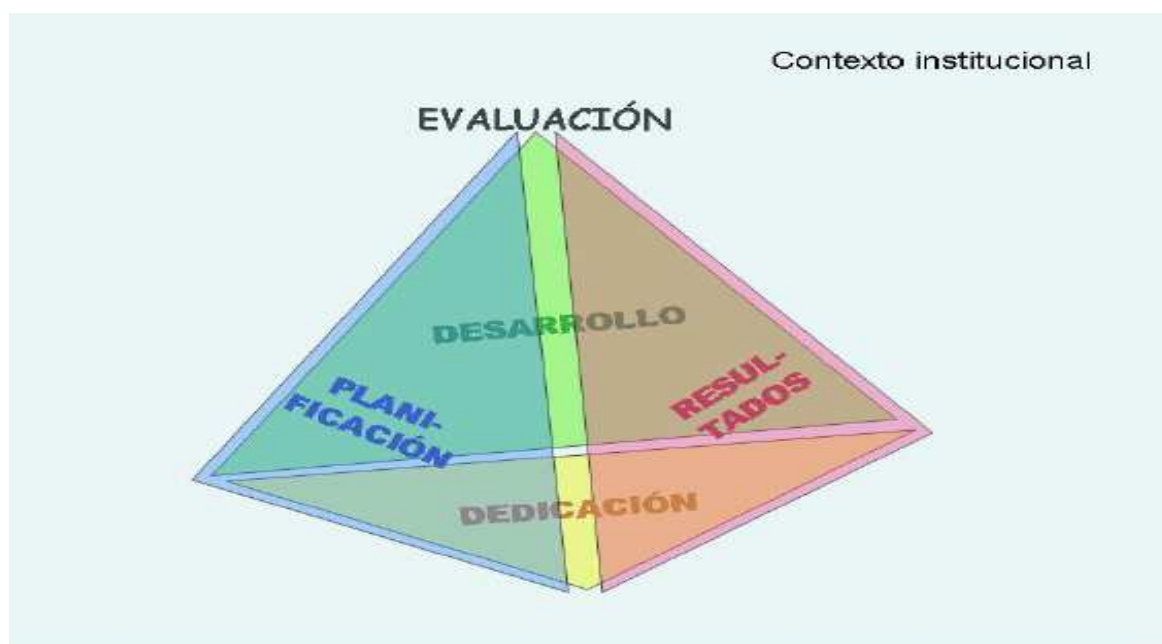 Contexto institucional
EVALUACIÓN
DESARROLLO
PLANI-
FICACIÓN
RESUL-
TADOS
DEDICACIÓN